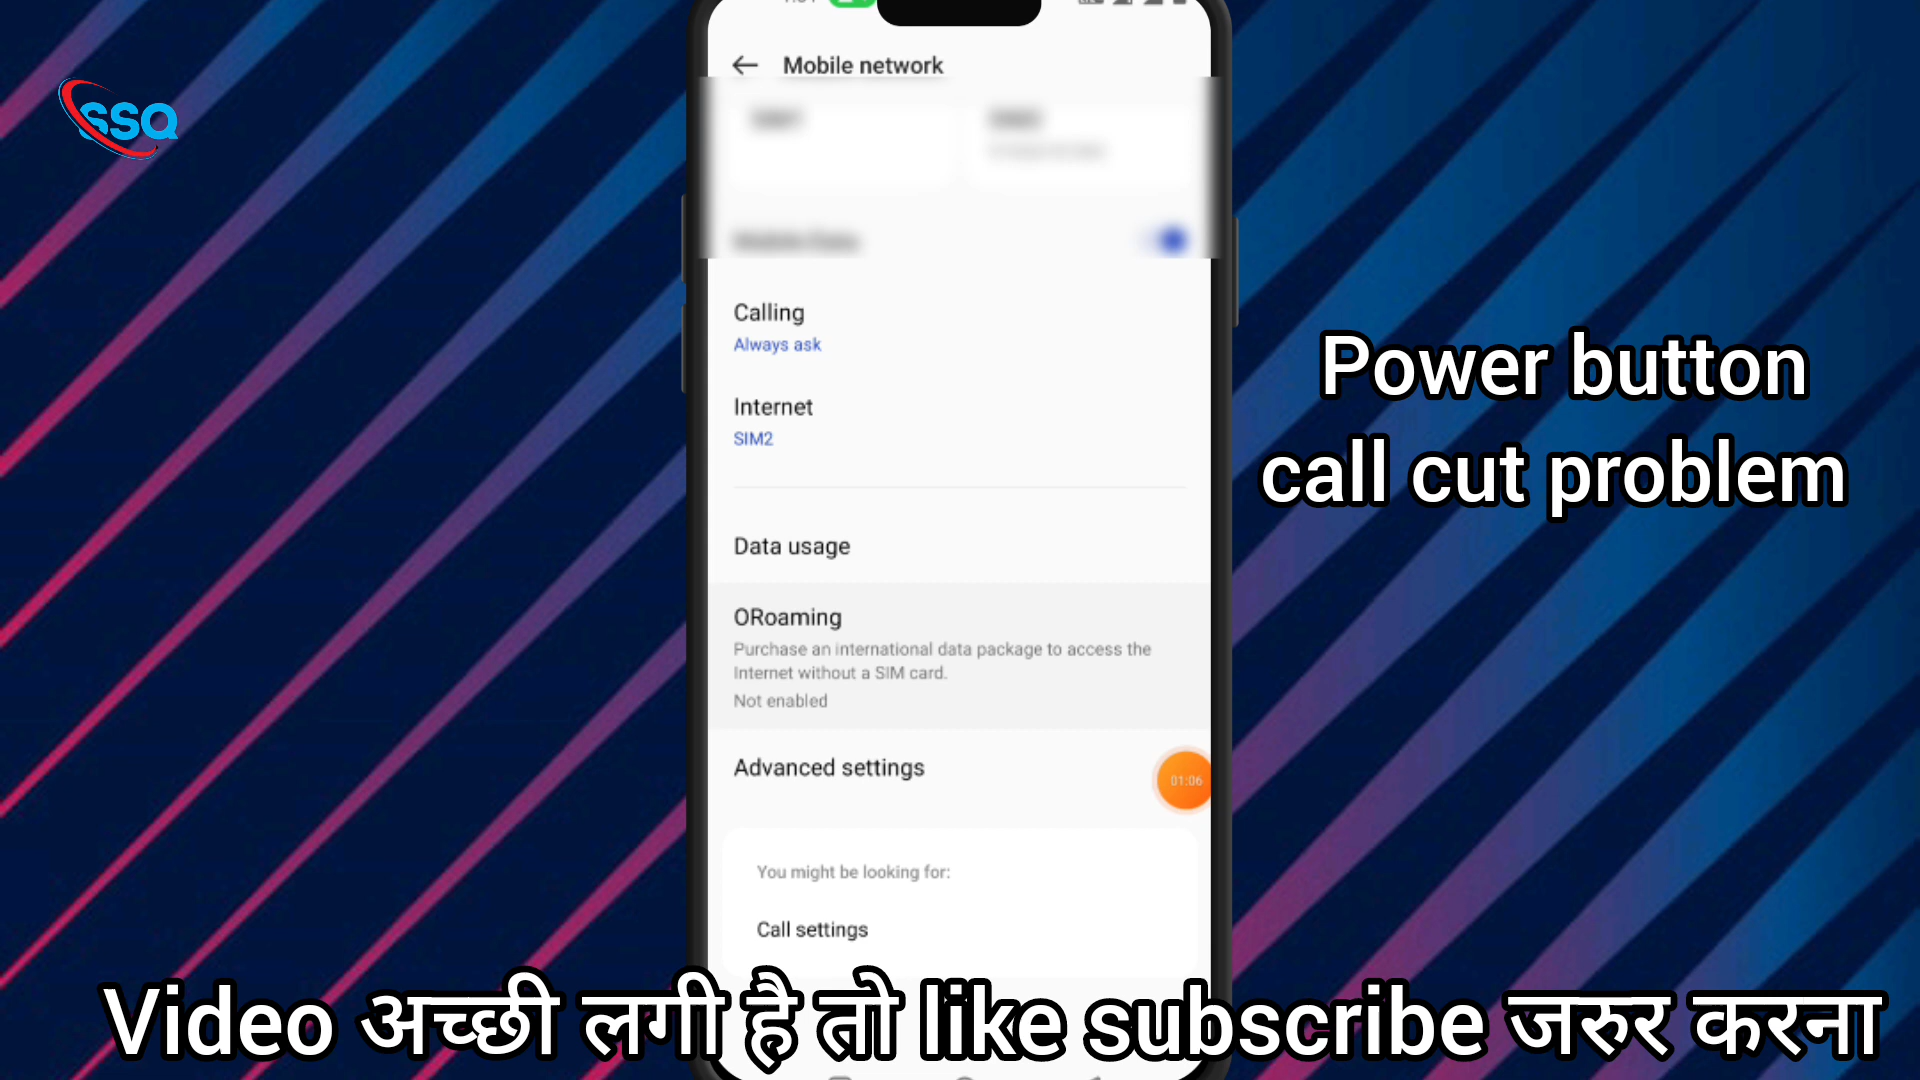 SSQ
Mobile network
Calling
Always ask
Internet
SIM2
Data usage
ORoaming
Purchase an international data package to access the
Internet without a SIM card.
Not enabled
Advanced settings
01:06
You might be looking for:
Call settings
Power button
call cut problem
Video अच्छी लगी है तो like subscribe जरुर करना